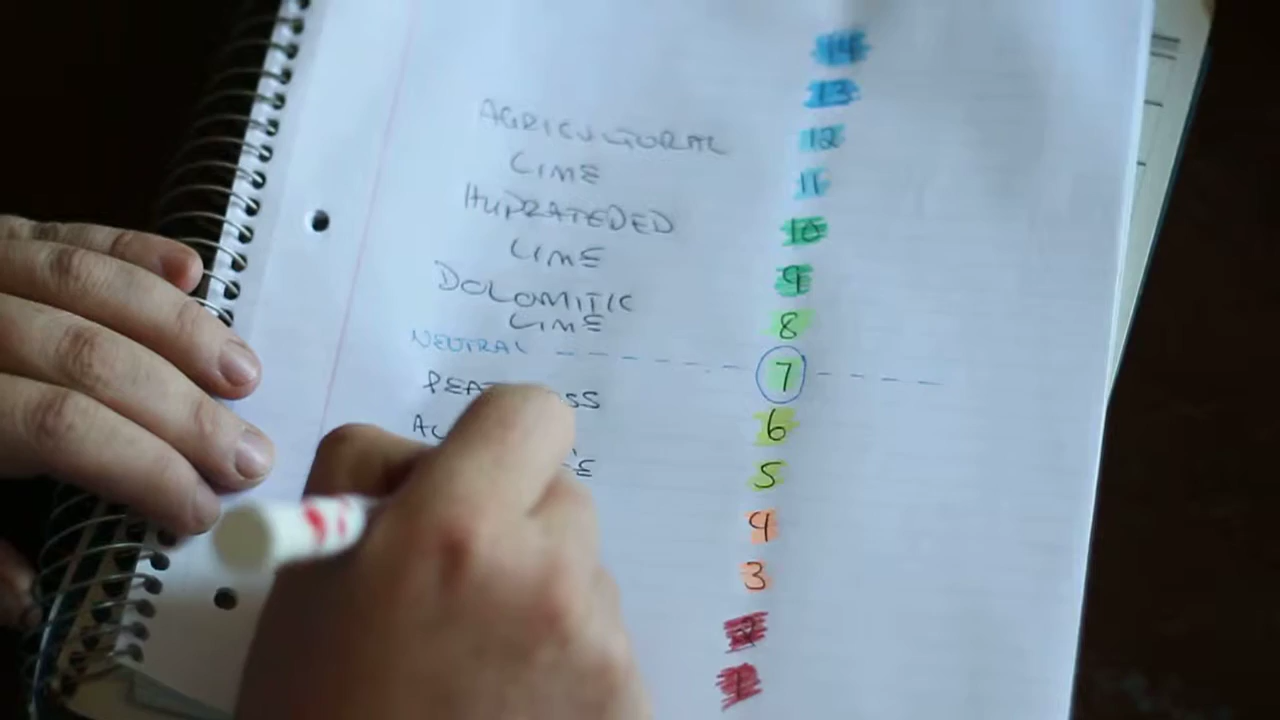 14
13
AGRICULTURAL 12
LIME 11
HYDRATEDED 10
LIME 9
DOLOMITIC
LIME 8
NEUTRAL 7
6
5
4
3
2
1